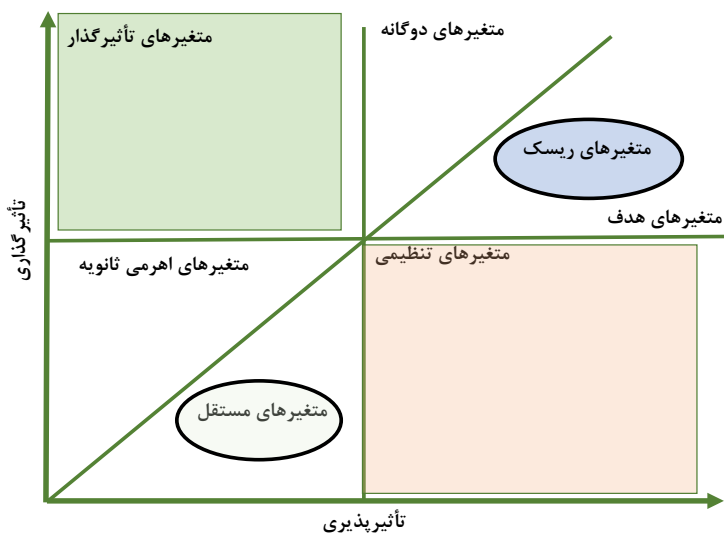 متغیرهای دوگانه
متغیرهای تأثیرگذار
متغیرهای ریسک
متغیرهای هدف
متغیرهای تنظیمی
متغیرهای اهرمی ثانویه
تأثیرگذاری
متغیرهای مستقل
تأثیرپذیری